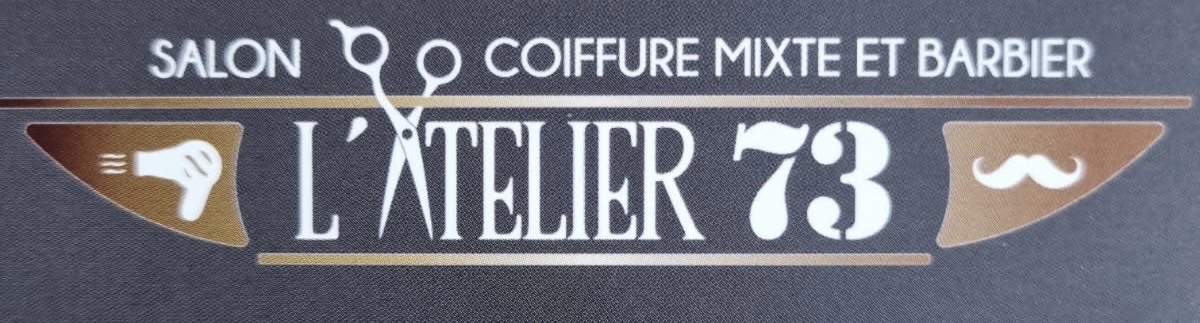 SALON COIFFURE MIXTE ET BARBIER
L'ATELIER 73